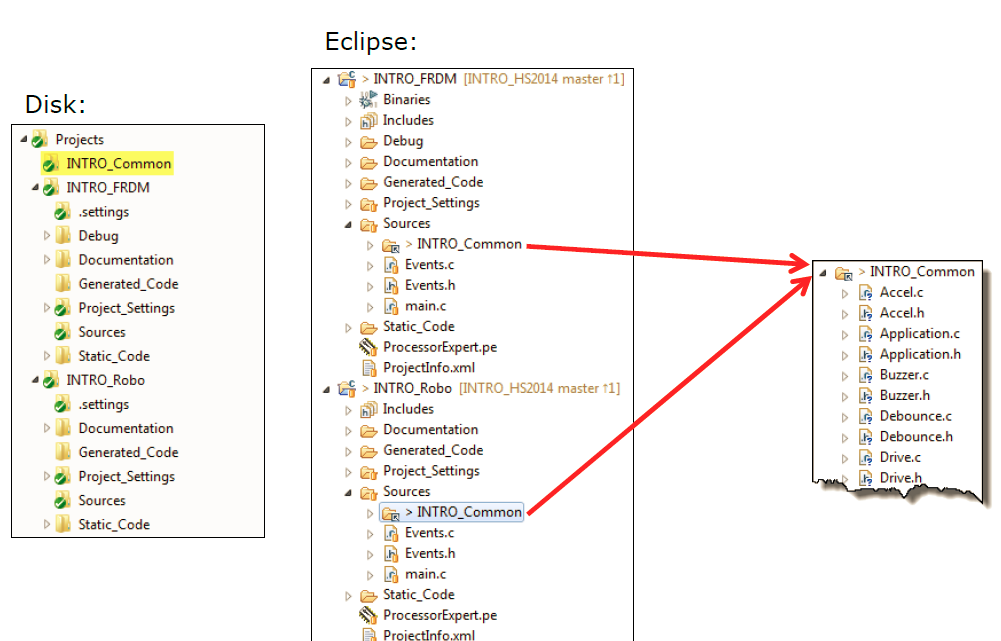 Disk:
Projects
INTRO_Common
INTRO_FRDM
.settings
Debug
Documentation
Generated_Code
Project_Settings
Sources
Static_Code
INTRO_Robo
.settings
Documentation
Generated_Code
Project_Settings
Sources
Static_Code
Eclipse:
> INTRO_FRDM [INTRO_HS2014 master ↑1]
Binaries
Includes
Debug
Documentation
Generated_Code
Project_Settings
Sources
> INTRO_Common
Events.c
Events.h
main.c
Static_Code
ProcessorExpert.pe
ProjectInfo.xml
> INTRO_Robo [INTRO_HS2014 master ↑1]
Includes
Documentation
Generated_Code
Project_Settings
Sources
> INTRO_Common
Events.c
Events.h
main.c
Static_Code
ProcessorExpert.pe
ProjectInfo.xml
> INTRO_Common
Accel.c
Accel.h
Application.c
Application.h
Buzzer.c
Buzzer.h
Debounce.c
Debounce.h
Drive.c
Drive.h